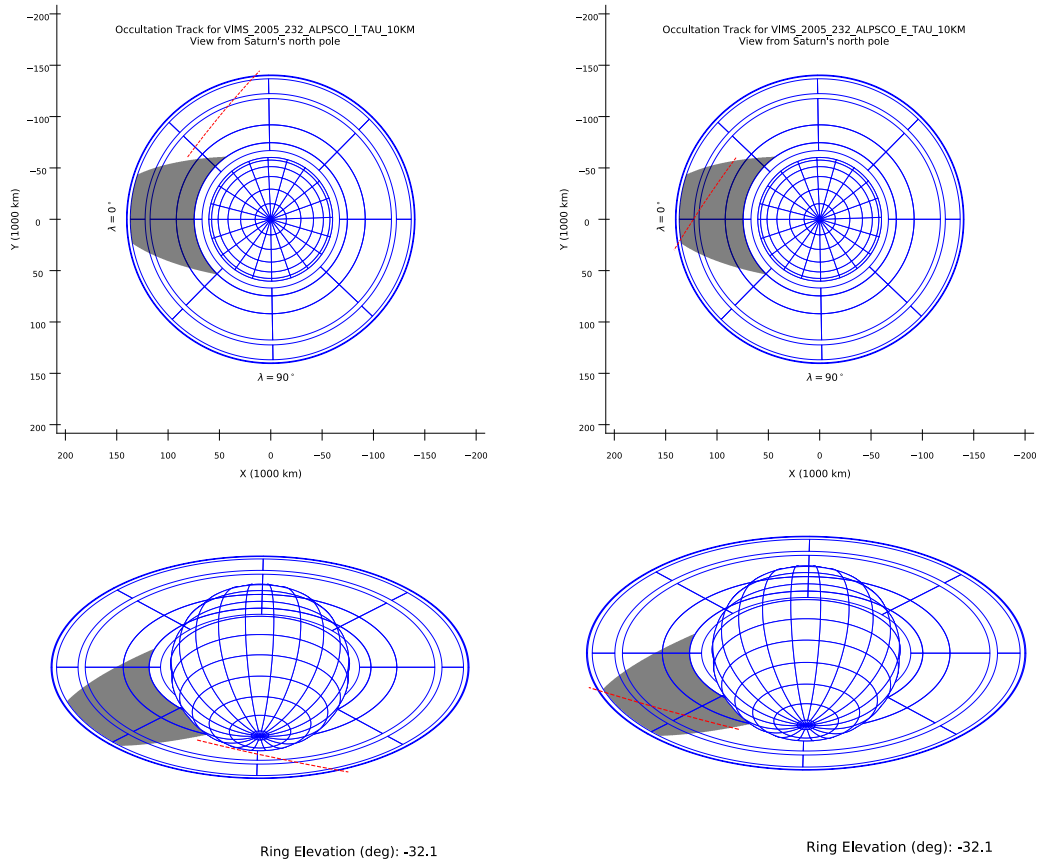 Occultation Track for VIMS_2005_232_ALPSCO_I_TAU_10KM
View from Saturn's north pole
−200
−150
−100
−50
0
50
100
150
200
Y (1000 km)
λ = 0°
λ = 90°
200
150
100
50
0
−50
−100
−150
−200
X (1000 km)
Occultation Track for VIMS_2005_232_ALPSCO_E_TAU_10KM
View from Saturn's north pole
−200
−150
−100
−50
0
50
100
150
200
Y (1000 km)
λ = 0°
λ = 90°
200
150
100
50
0
−50
−100
−150
−200
X (1000 km)
Ring Elevation (deg): -32.1
Ring Elevation (deg): -32.1